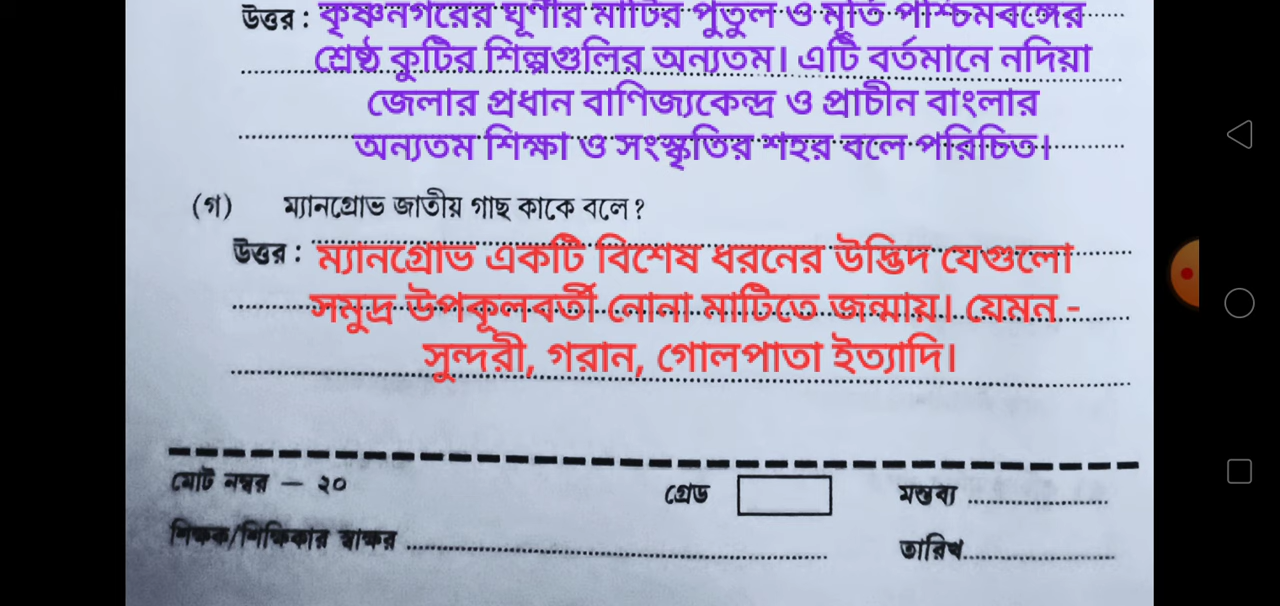 উত্তর : কৃষ্ণনগরের ঘূর্ণীর মাটির পুতুল ও মূর্তি পশ্চিমবঙ্গের
শ্রেষ্ঠ কুটির শিল্পগুলির অন্যতম। এটি বর্তমানে নদিয়া
জেলার প্রধান বাণিজ্যকেন্দ্র ও প্রাচীন বাংলার
অন্যতম শিক্ষা ও সংস্কৃতির শহর বলে পরিচিত।
(গ) ম্যানগ্রোভ জাতীয় গাছ কাকে বলে?
উত্তর : ম্যানগ্রোভ একটি বিশেষ ধরনের উদ্ভিদ যেগুলো
সমুদ্র উপকূলবর্তী নোনা মাটিতে জন্মায়। যেমন -
সুন্দরী, গরান, গোলপাতা ইত্যাদি।
মোট নম্বর — ২০ গ্রেড মন্তব্য
শিক্ষক/শিক্ষিকার স্বাক্ষর তারিখ